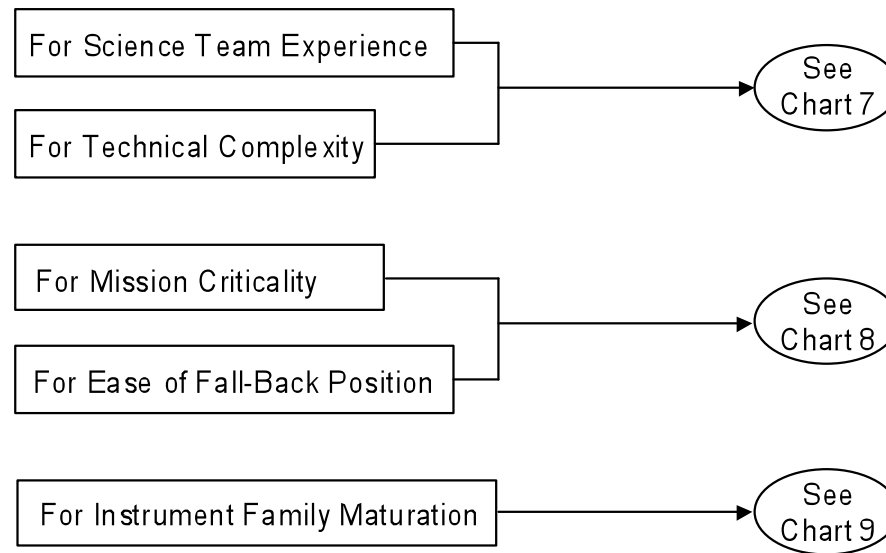 For Science Team Experience
See
Chart 7
For Technical Complexity
For Mission Criticality
See
Chart 8
For Ease of Fall-Back Position
For Instrument Family Maturation
See
Chart 9